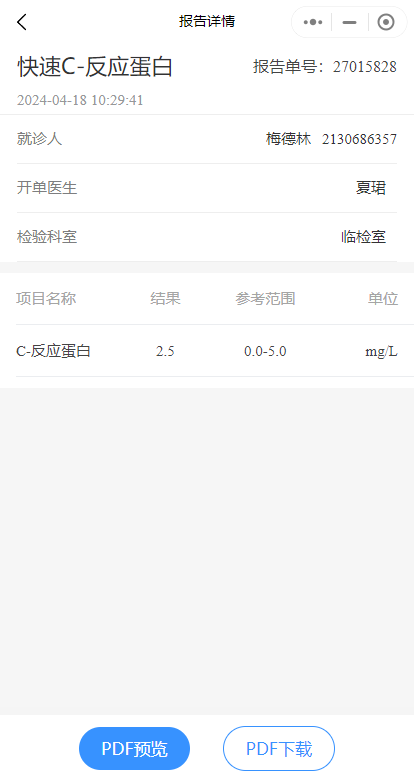 报告详情
快速C-反应蛋白 报告单号：27015828
2024-04-18 10:29:41
就诊人 梅德林 2130686357
开单医生 夏珺
检验科室 临检室
项目名称 结果 参考范围 单位
C-反应蛋白 2.5 0.0-5.0 mg/L
PDF预览 PDF下载